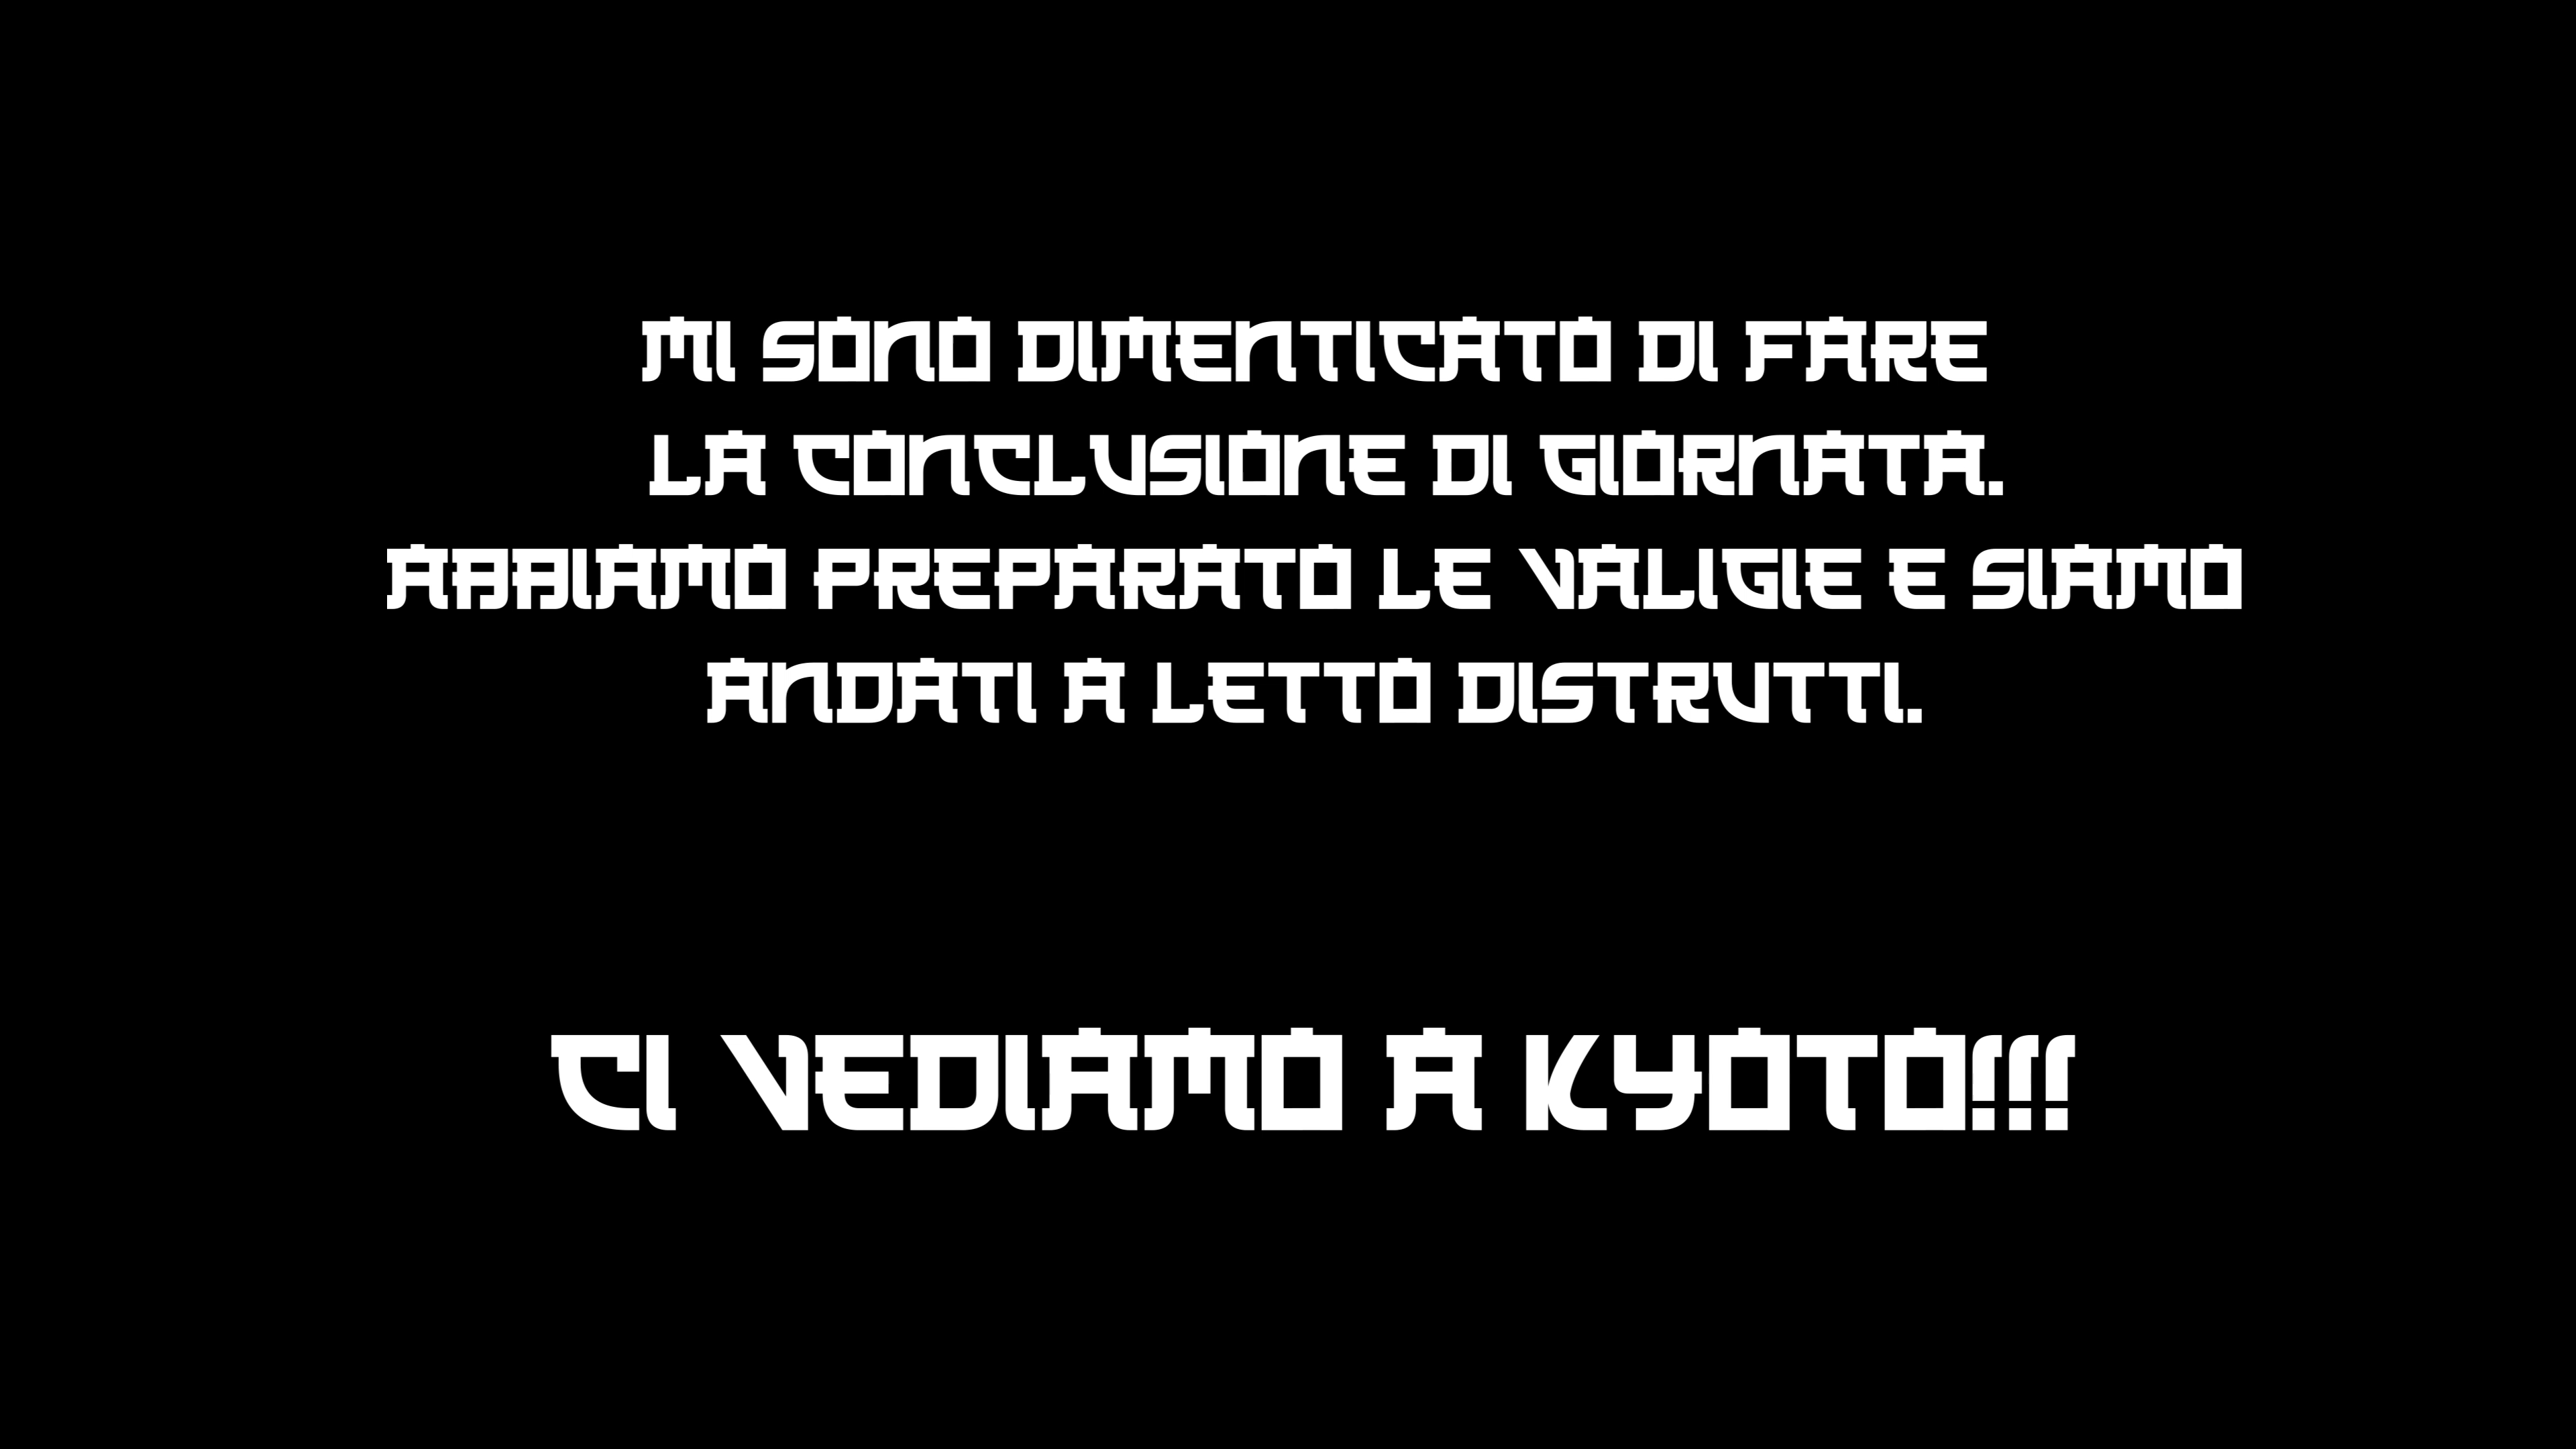 MI SONO DIMENTICATO DI FARE
LA CONCLUSIONE DI GIORNATA.
ABBIAMO PREPARATO LE VALIGIE E SIAMO
ANDATI A LETTO DISTRUTTI.
CI VEDIAMO A KYOTO!!!